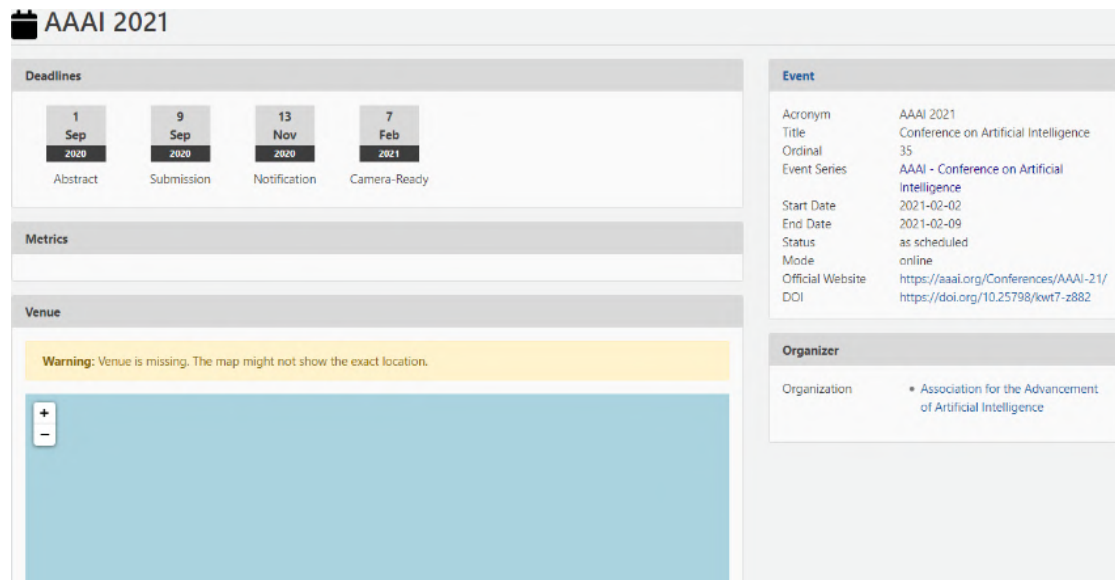 AAAI 2021
Deadlines
1
Sep
2020
Abstract
9
Sep
2020
Submission
13
Nov
2020
Notification
7
Feb
2021
Camera-Ready
Metrics
Venue
Warning: Venue is missing. The map might not show the exact location.
+
−
Event
Acronym AAAI 2021
Title Conference on Artificial Intelligence
Ordinal 35
Event Series AAAI - Conference on Artificial
Intelligence
Start Date 2021-02-02
End Date 2021-02-09
Status as scheduled
Mode online
Official Website https://aaai.org/Conferences/AAAI-21/
DOI https://doi.org/10.25798/kwt7-z882
Organizer
Organization • Association for the Advancement
of Artificial Intelligence